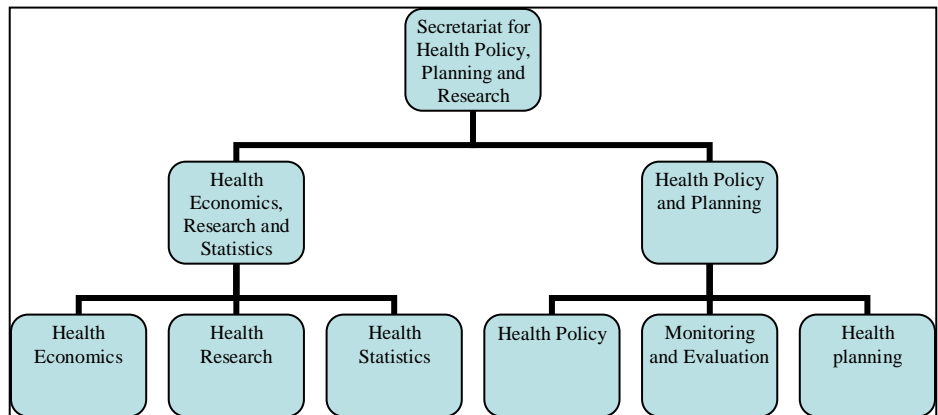 Secretariat for
Health Policy,
Planning and
Research
Health
Economics,
Research and
Statistics
Health Policy
and Planning
Health
Economics
Health
Research
Health
Statistics
Health Policy
Monitoring
and Evaluation
Health
planning